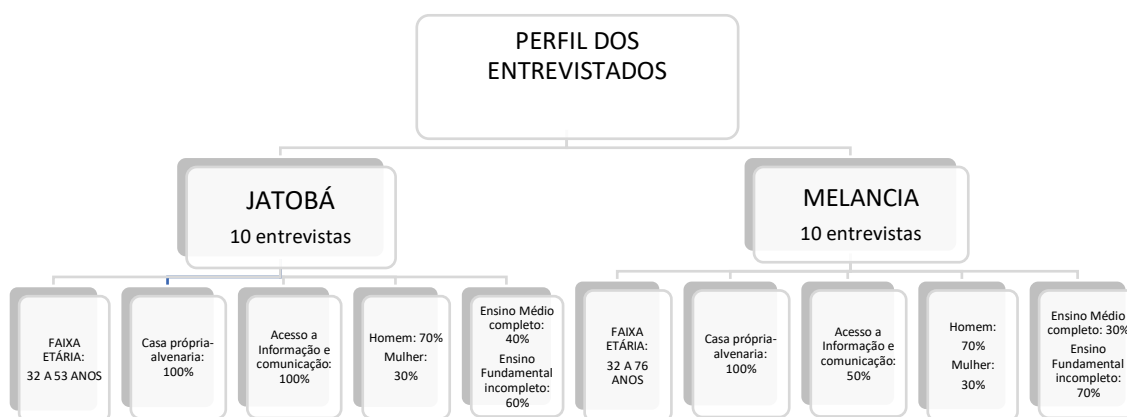 PERFIL DOS
ENTREVISTADOS
JATOBÁ
10 entrevistas
MELANCIA
10 entrevistas
FAIXA
ETÁRIA:
32 A 53 ANOS
Casa própria-
alvenaria:
100%
Acesso a
Informação e
comunicação:
100%
Homem: 70%
Mulher:
30%
Ensino Médio
completo:
40%
Ensino
Fundamental
incompleto:
60%
FAIXA
ETÁRIA:
32 A 76
ANOS
Casa própria-
alvenaria:
100%
Acesso a
Informação e
comunicação:
50%
Homem:
70%
Mulher:
30%
Ensino Médio
completo: 30%
Ensino
Fundamental
incompleto:
70%